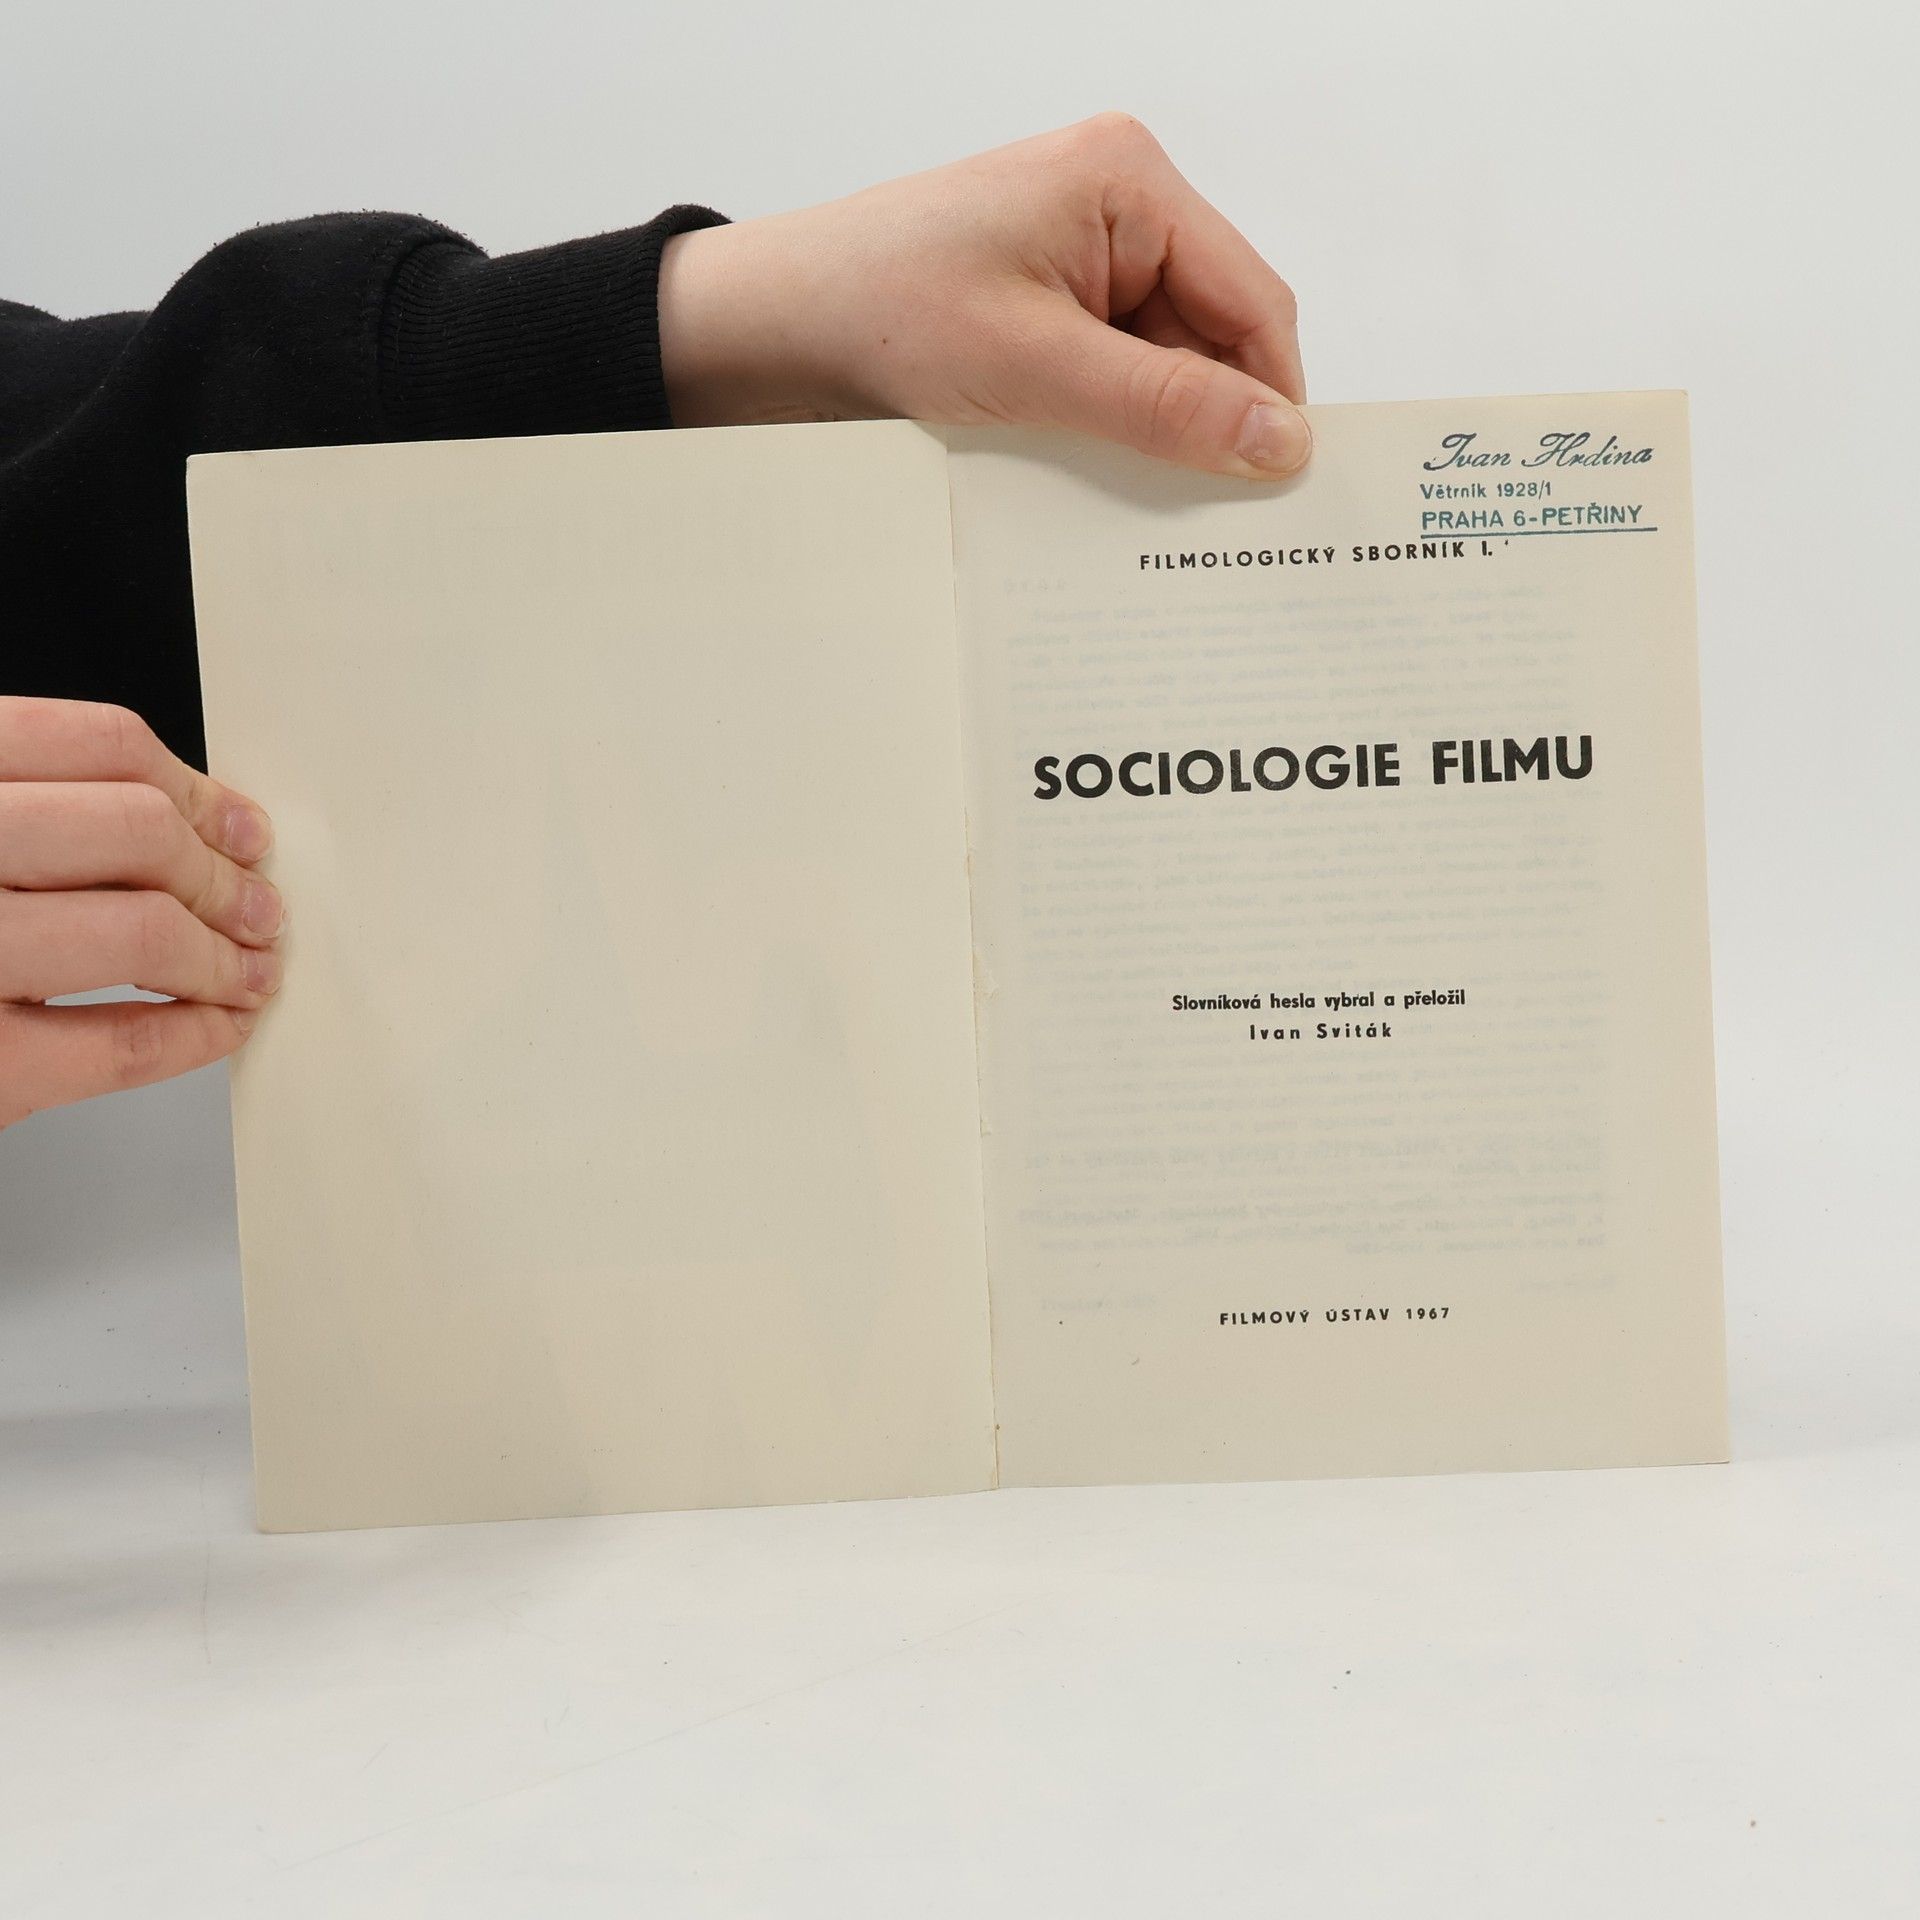 Ivan Hrdina
Větrník 1928/1
PRAHA 6-PETŘINY
FILMOLOGICKÝ SBORNÍK I.
SOCIOLOGIE FILMU
Slovníková hesla vybral a přeložil
Ivan Sviták
FILMOVÝ ÚSTAV 1967